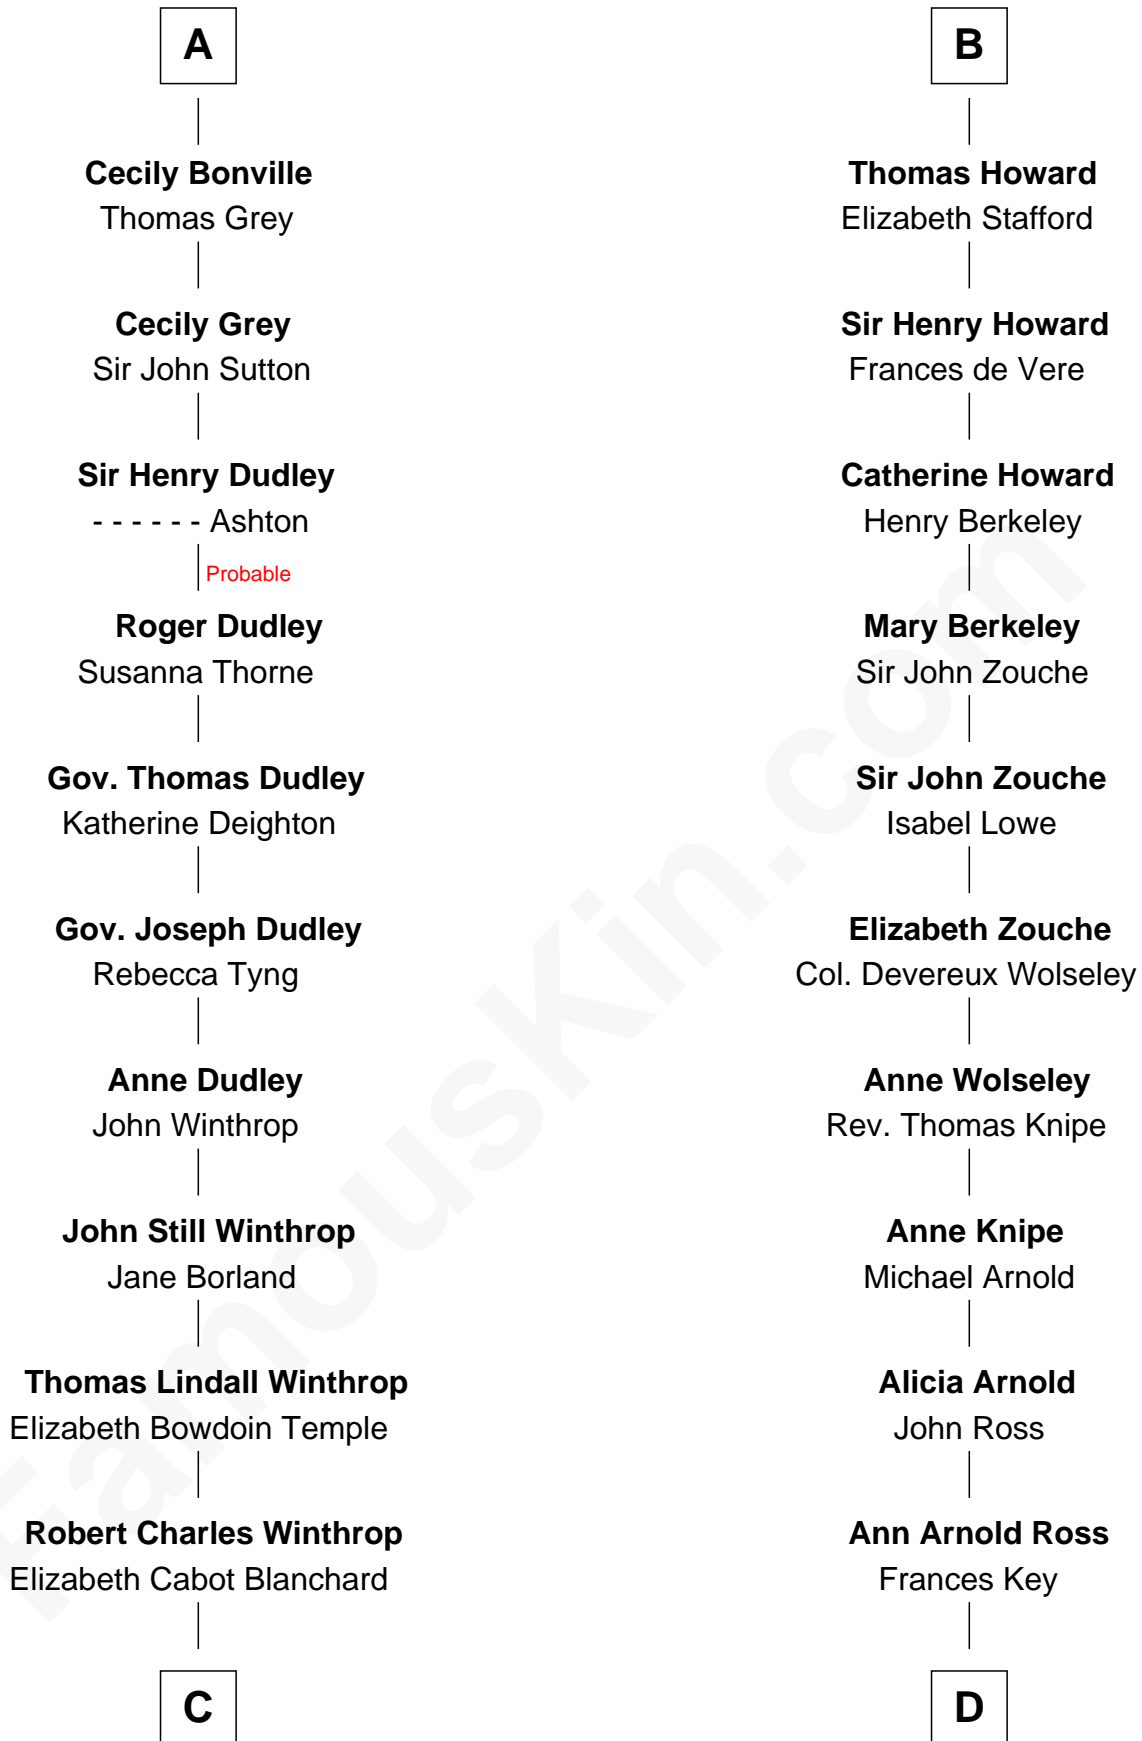 A
Cecily Bonville
Thomas Grey
Cecily Grey
Sir John Sutton
Sir Henry Dudley
- - - - - - Ashton
Probable
Roger Dudley
Susanna Thorne
Gov. Thomas Dudley
Katherine Deighton
Gov. Joseph Dudley
Rebecca Tyng
Anne Dudley
John Winthrop
John Still Winthrop
Jane Borland
Thomas Lindall Winthrop
Elizabeth Bowdoin Temple
Robert Charles Winthrop
Elizabeth Cabot Blanchard
C
B
Thomas Howard
Elizabeth Stafford
Sir Henry Howard
Frances de Vere
Catherine Howard
Henry Berkeley
Mary Berkeley
Sir John Zouche
Sir John Zouche
Isabel Lowe
Elizabeth Zouche
Col. Devereux Wolseley
Anne Wolseley
Rev. Thomas Knipe
Anne Knipe
Michael Arnold
Alicia Arnold
John Ross
Ann Arnold Ross
Frances Key
D
FamousKin.com